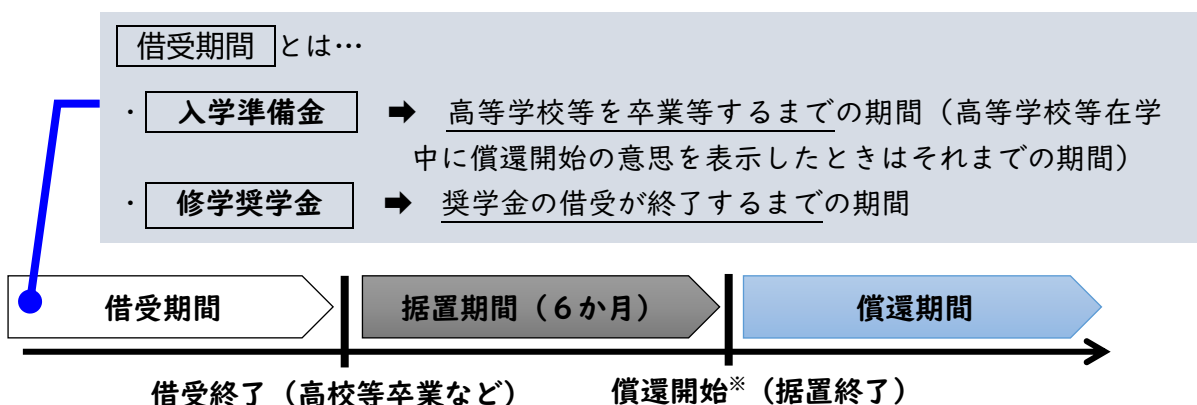 借受期間 とは…
・ 入学準備金 ➡ 高等学校等を卒業等するまでの期間（高等学校等在学
中に償還開始の意思を表示したときはそれまでの期間）
・ 修学奨学金 ➡ 奨学金の借受が終了するまでの期間
借受期間 据置期間（６か月） 償還期間
借受終了（高校等卒業など） 償還開始※（据置終了）